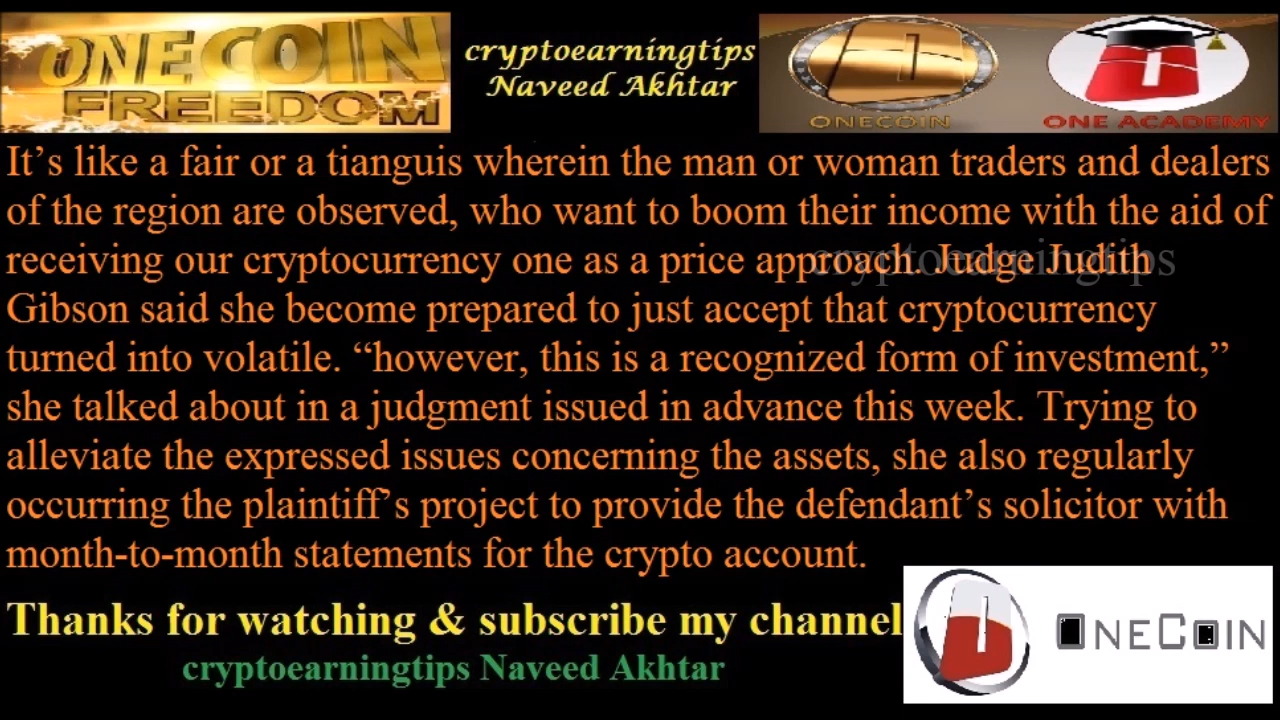 ONE COIN
FREEDOM
cryptoearningtips
Naveed Akhtar
ONECOIN
ONE ACADEMY
It’s like a fair or a tianguis wherein the man or woman traders and dealers
of the region are observed, who want to boom their income with the aid of
receiving our cryptocurrency one as a price approach. Judge Judith
cryptoearningtips
Gibson said she become prepared to just accept that cryptocurrency
turned into volatile. “however, this is a recognized form of investment,”
she talked about in a judgment issued in advance this week. Trying to
alleviate the expressed issues concerning the assets, she also regularly
occurring the plaintiff’s project to provide the defendant’s solicitor with
month-to-month statements for the crypto account.
Thanks for watching & subscribe my channel
cryptoearningtips Naveed Akhtar
ONECOIN